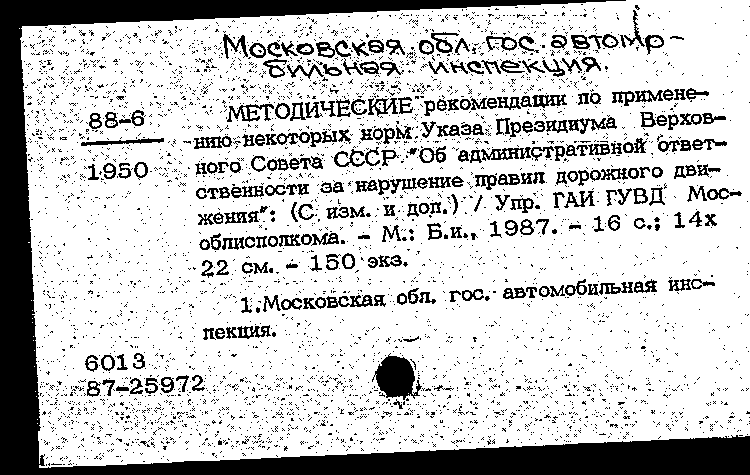 Московская обл. гос. автомо-
бильная инспекция.
88-6
МЕТОДИЧЕСКИЕ рекомендации по примене-
нию некоторых норм Указа Президиума Верхов-
1950
ного Совета СССР "Об административной ответ-
ственности за нарушение правил дорожного дви-
жения": (С изм. и доп.) / Упр. ГАИ ГУВД Мос-
облисполкома. - М.: Б.и., 1987. - 16 с.; 14х
22 см. - 150 экз.
1.Московская обл. гос. автомобильная инс-
пекция.
6013
87-25972